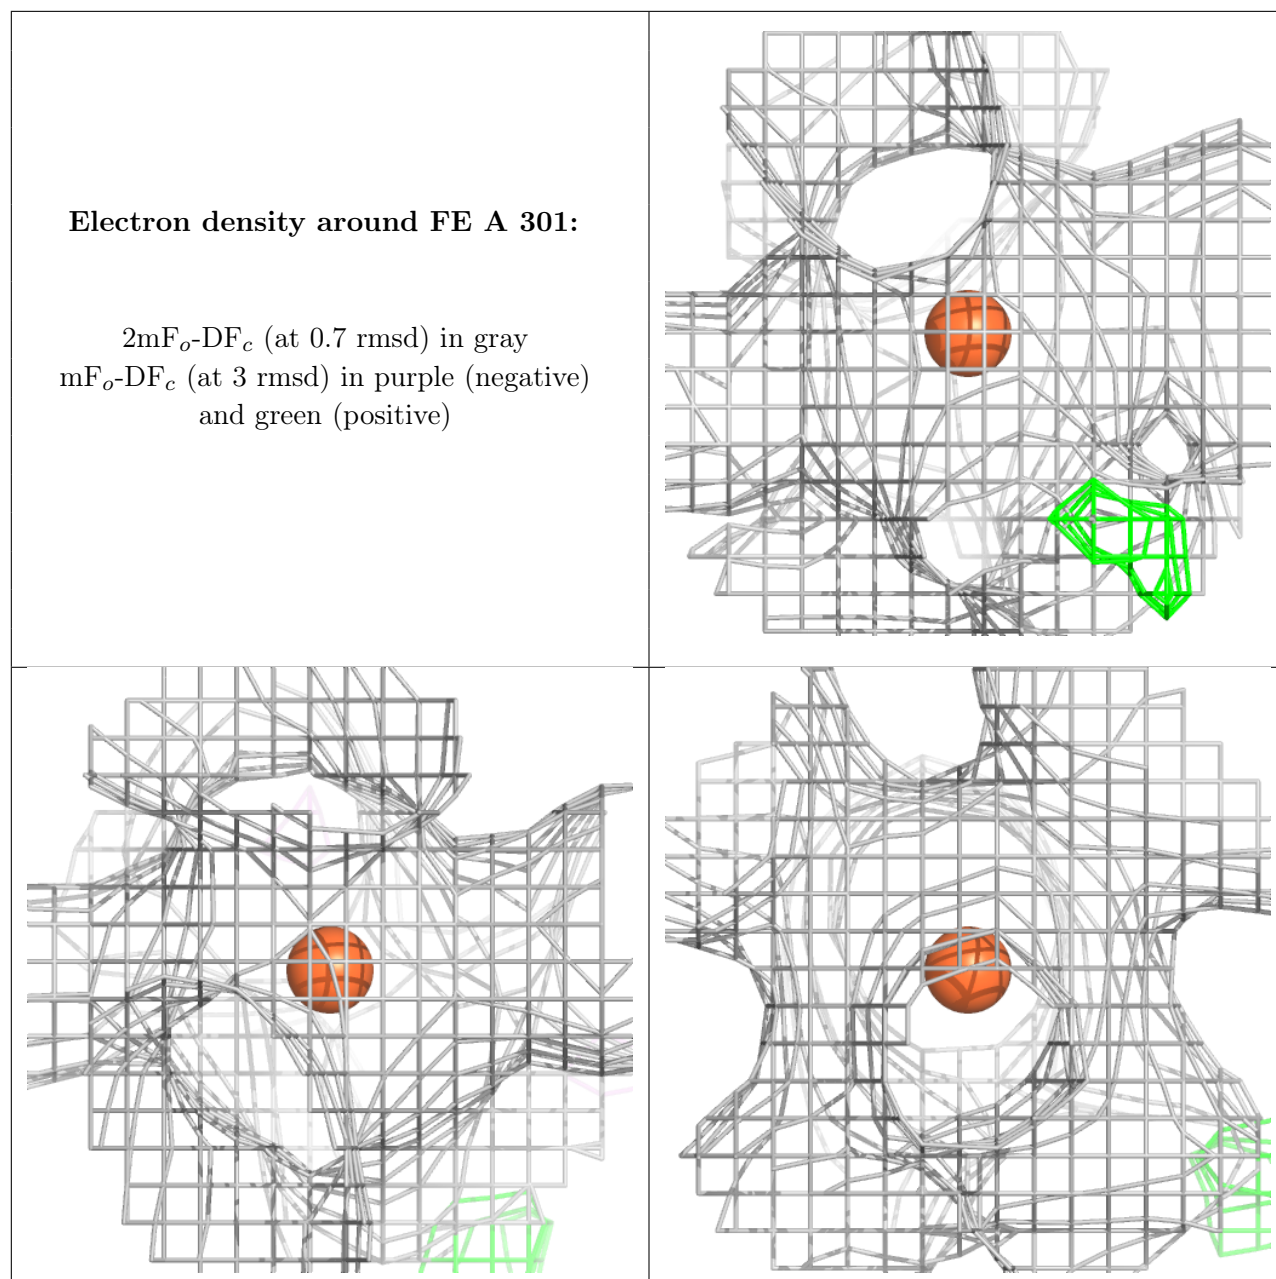 Electron density around FE A 301:
2mFo-DFc (at 0.7 rmsd) in gray
mFo-DFc (at 3 rmsd) in purple (negative)
and green (positive)